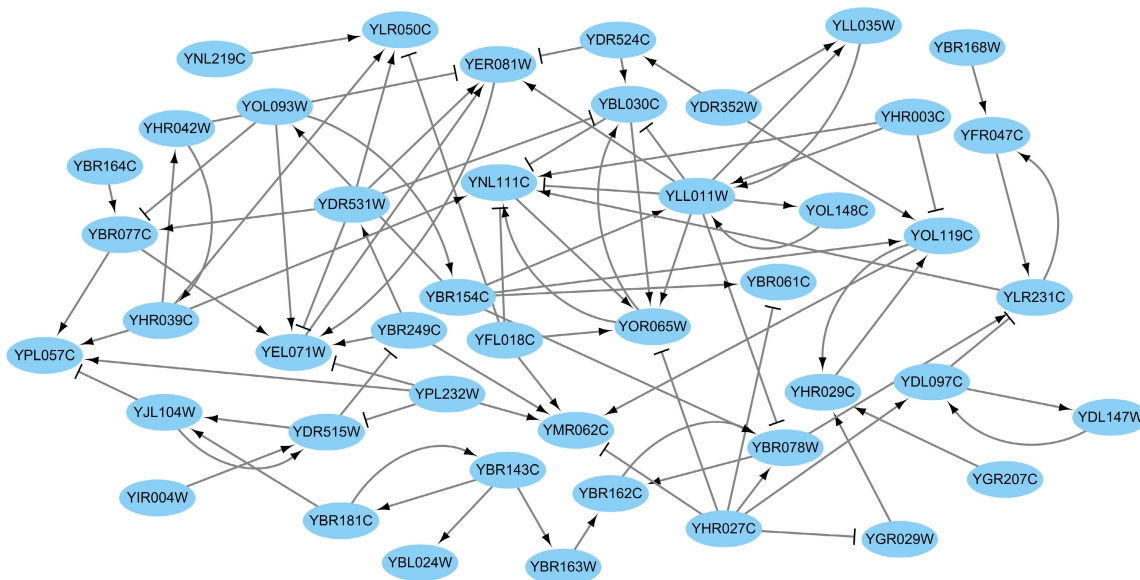 YLR050C
YLL035W
YDR524C
YBR168W
YNL219C
YER081W
YBL030C
YOL093W
YDR352W
YHR003C
YHR042W
YFR047C
YBR164C
YNL111C
YLL011W
YDR531W
YOL148C
YBR077C
YOL119C
YBR061C
YBR154C
YLR231C
YHR039C
YBR249C
YOR065W
YFL018C
YPL057C
YEL071W
YDL097C
YHR029C
YPL232W
YJL104W
YDL147W
YDR515W
YMR062C
YBR078W
YBR143C
YGR207C
YIR004W
YBR162C
YBR181C
YHR027C
YGR029W
YBL024W
YBR163W